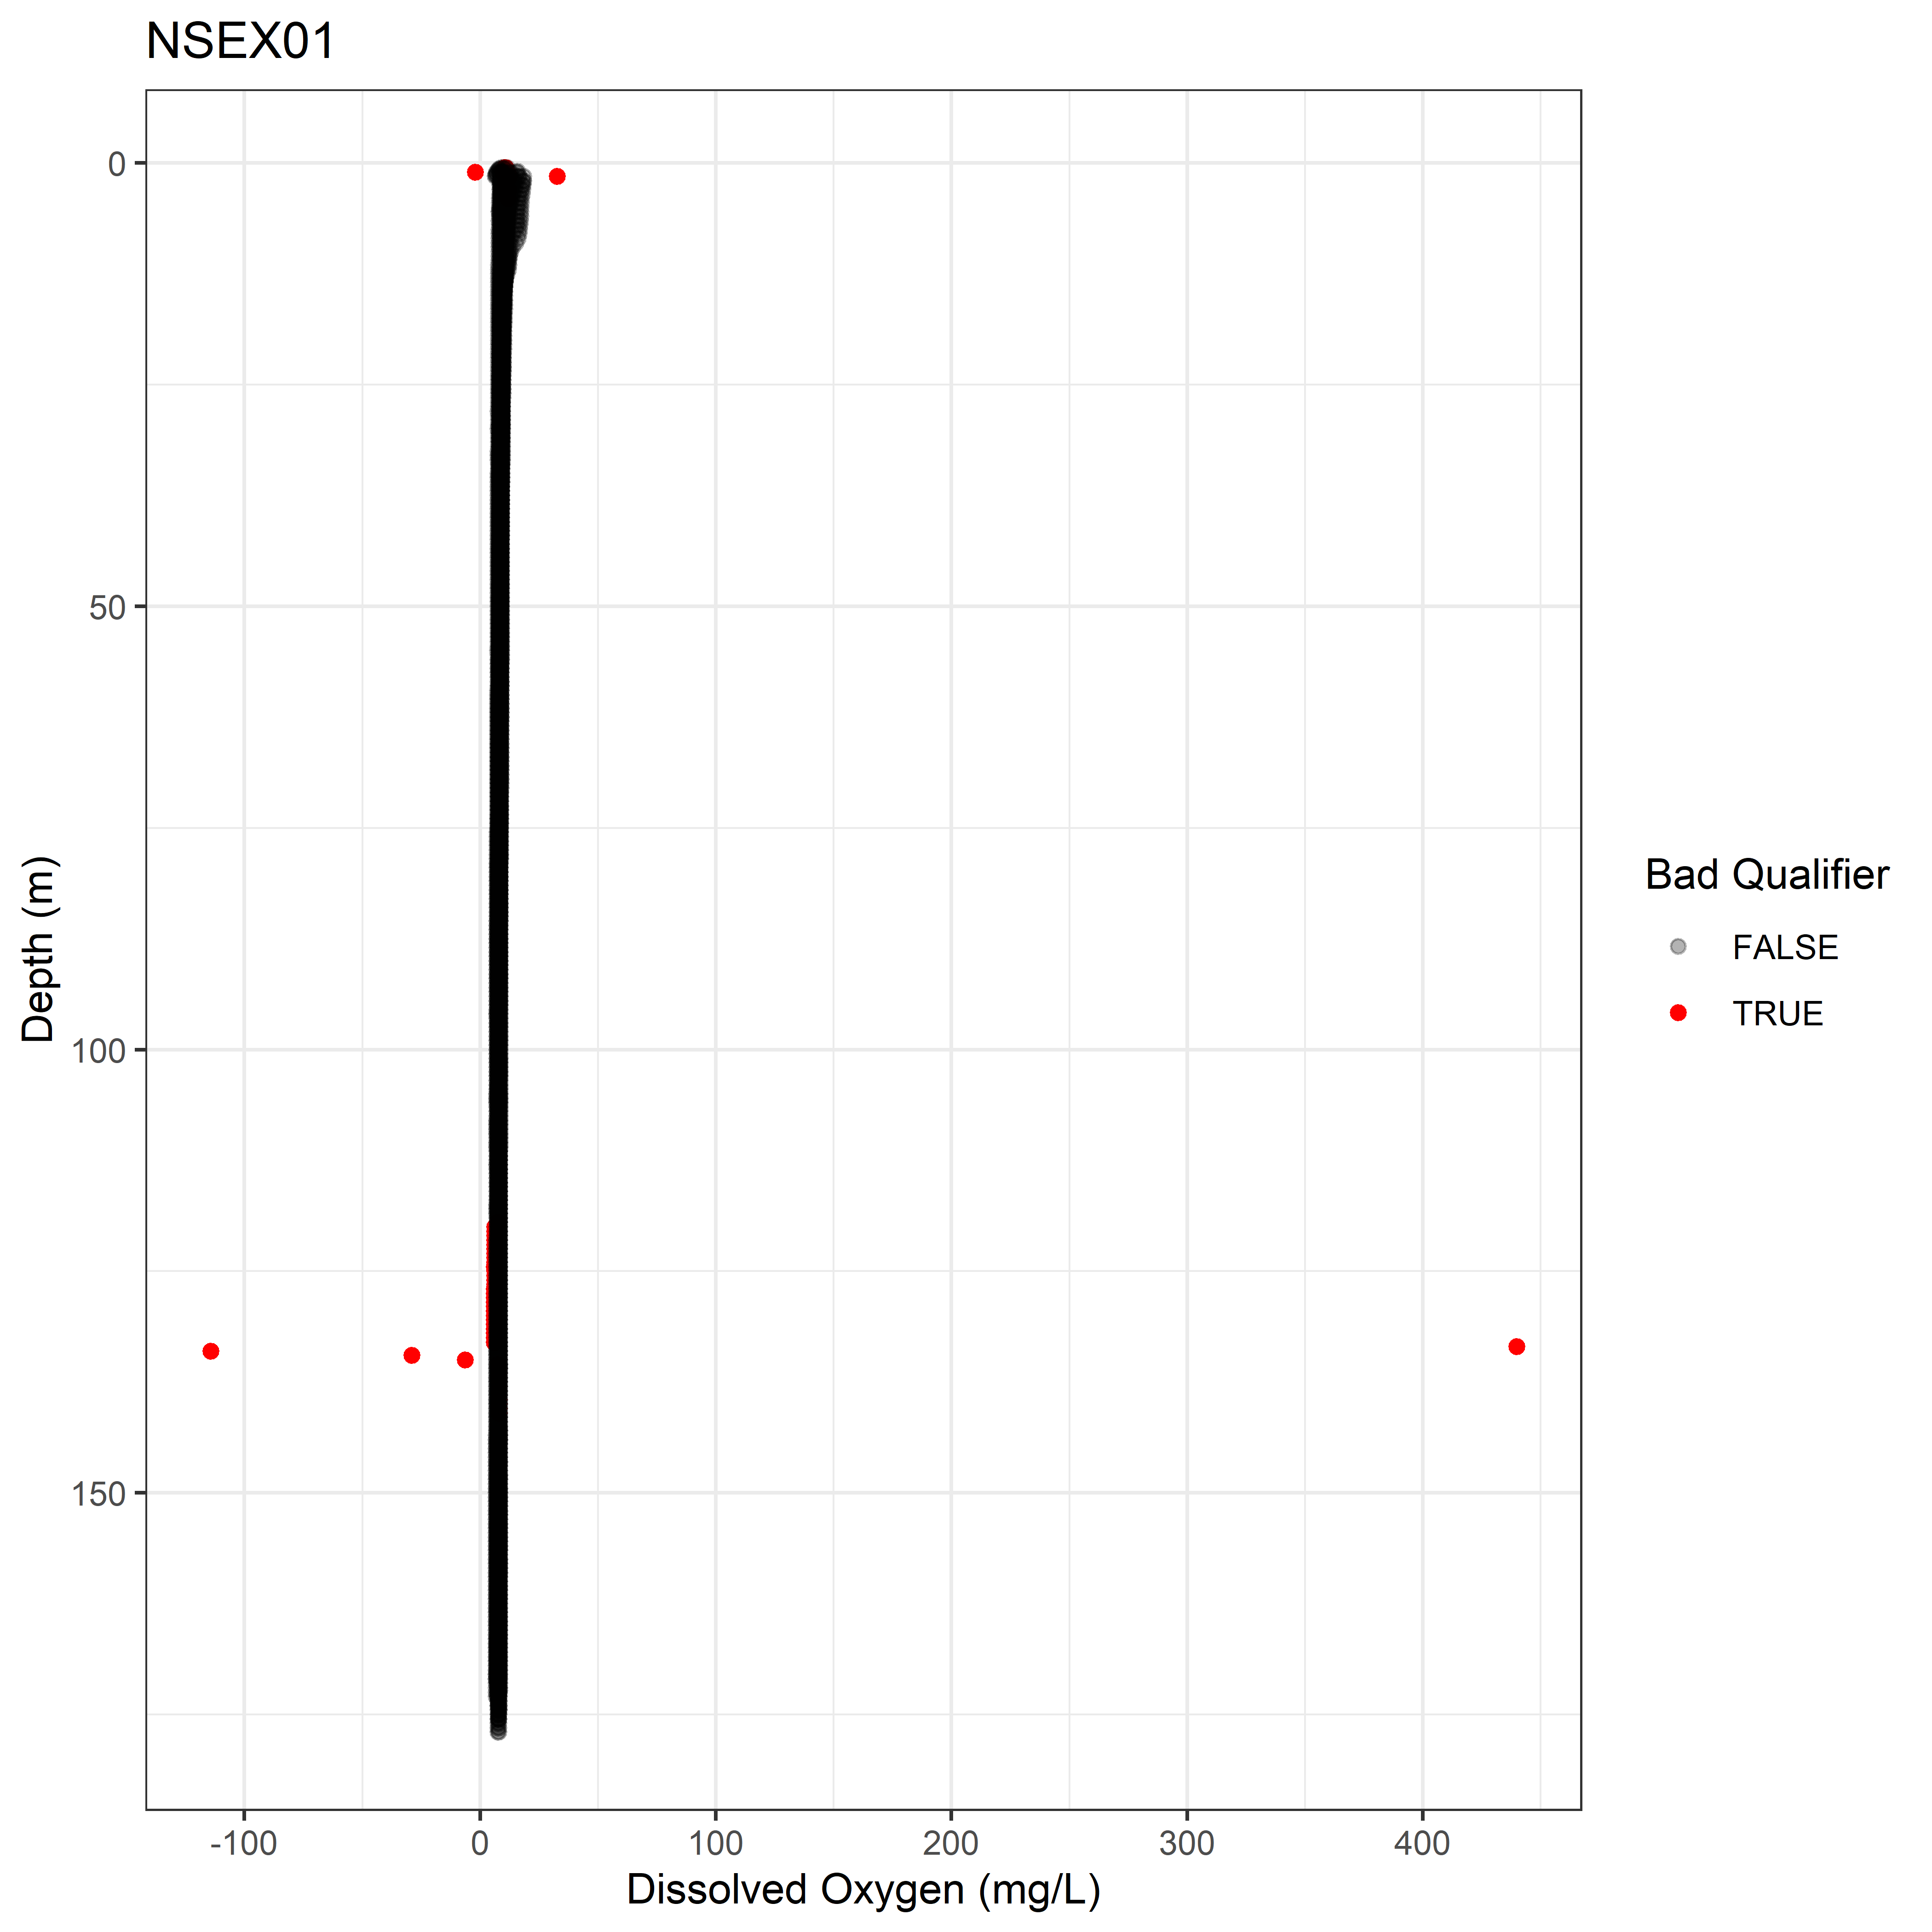 NSEX01
0
50
100
150
Depth (m)
-100 0 100 200 300 400
Dissolved Oxygen (mg/L)
Bad Qualifier
FALSE
TRUE